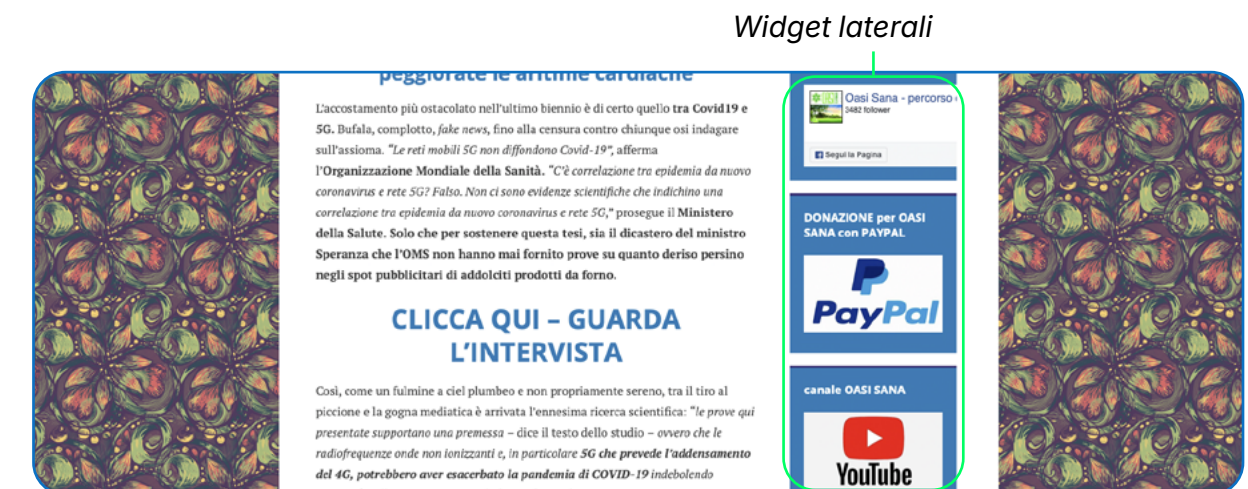 Widget laterali
peggiorate le aritmie cardiache
L'accostamento più ostacolato nell'ultimo biennio è di certo quello tra Covid19 e
5G. Bufala, complotto, fake news, fino alla censura contro chiunque osi indagare
sull'assioma. "Le reti mobili 5G non diffondono Covid-19", afferma
l'Organizzazione Mondiale della Sanità. "C'è correlazione tra epidemia da nuovo
coronavirus e rete 5G? Falso. Non ci sono evidenze scientifiche che indichino una
correlazione tra epidemia da nuovo coronavirus e rete 5G," prosegue il Ministero
della Salute. Solo che per sostenere questa tesi, sia il dicastero del ministro
Speranza che l'OMS non hanno mai fornito prove su quanto deriso persino
negli spot pubblicitari di addolciti prodotti da forno.
CLICCA QUI – GUARDA
L'INTERVISTA
Così, come un fulmine a ciel plumbeo e non propriamente sereno, tra il tiro al
piccione e la gogna mediatica è arrivata l'ennesima ricerca scientifica: "le prove qui
presentate supportano una premessa – dice il testo dello studio – ovvero che le
radiofrequenze onde non ionizzanti e, in particolare 5G che prevede l'addensamento
del 4G, potrebbero aver esacerbato la pandemia di COVID-19 indebolendo
Oasi Sana - percorso
3482 follower
Segui la Pagina
DONAZIONE per OASI
SANA con PAYPAL
PayPal
canale OASI SANA
YouTube